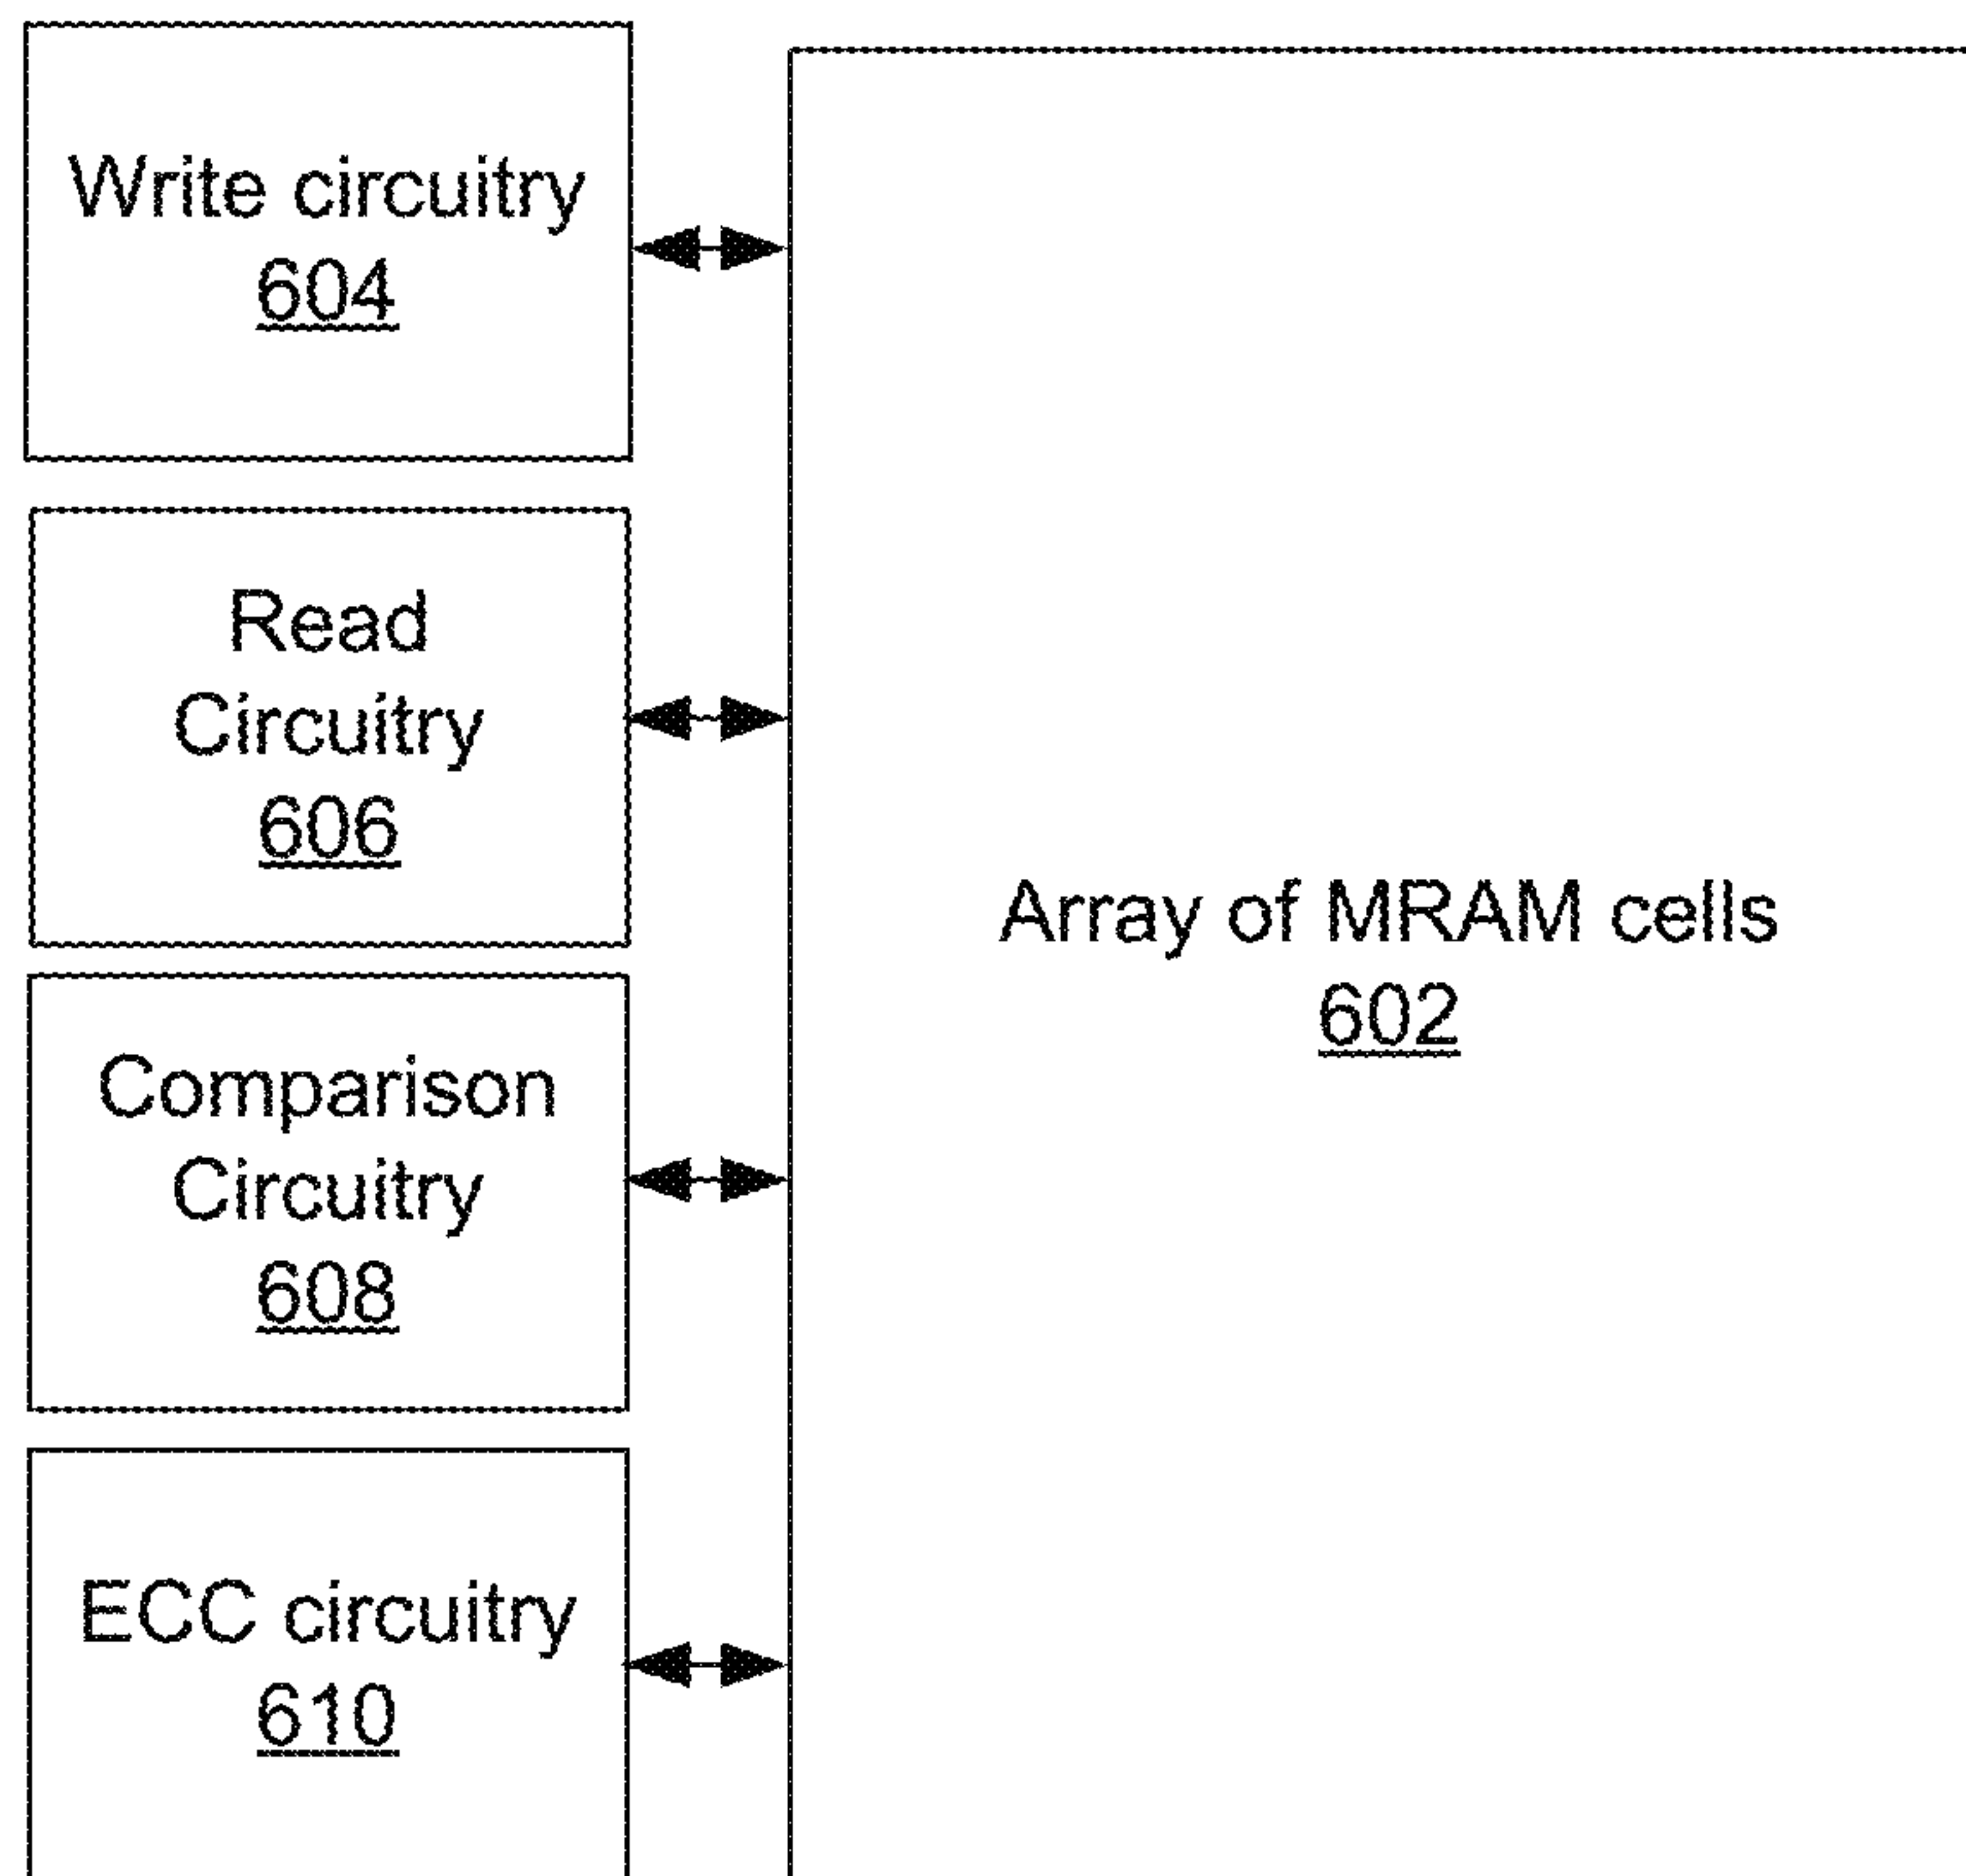 Write circuitry
604
Read
Circuitry
606
Comparison
Circuitry
608
ECC circuitry
610
Array of MRAM cells
602